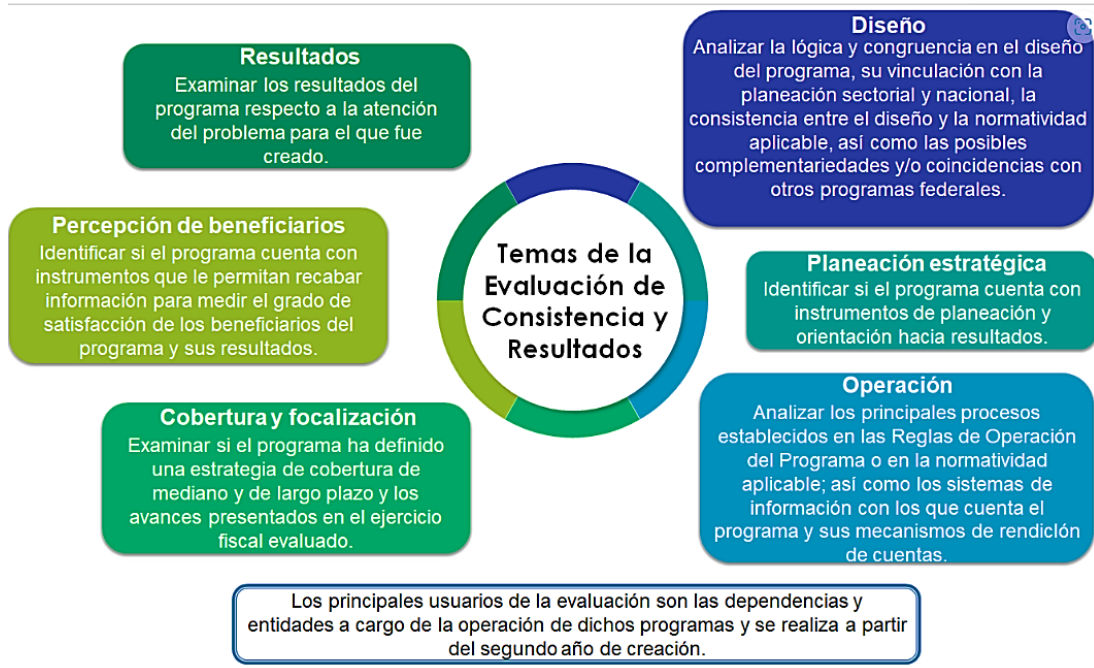 Resultados
Examinar los resultados del
programa respecto a la atención
del problema para el que fue
creado.
Diseño
Analizar la lógica y congruencia en el diseño
del programa, su vinculación con la
planeación sectorial y nacional, la
consistencia entre el diseño y la normatividad
aplicable, así como las posibles
complementariedades y/o coincidencias con
otros programas federales.
Percepción de beneficiarios
Identificar si el programa cuenta con
instrumentos que le permitan recabar
información para medir el grado de
satisfacción de los beneficiarios del
programa y sus resultados.
Temas de la
Evaluación de
Consistencia y
Resultados
Planeación estratégica
Identificar si el programa cuenta con
instrumentos de planeación y
orientación hacia resultados.
Cobertura y focalización
Examinar si el programa ha definido
una estrategia de cobertura de
mediano y de largo plazo y los
avances presentados en el ejercicio
fiscal evaluado.
Operación
Analizar los principales procesos
establecidos en las Reglas de Operación
del Programa o en la normatividad
aplicable; así como los sistemas de
información con los que cuenta el
programa y sus mecanismos de rendición
de cuentas.
Los principales usuarios de la evaluación son las dependencias y
entidades a cargo de la operación de dichos programas y se realiza a partir
del segundo año de creación.